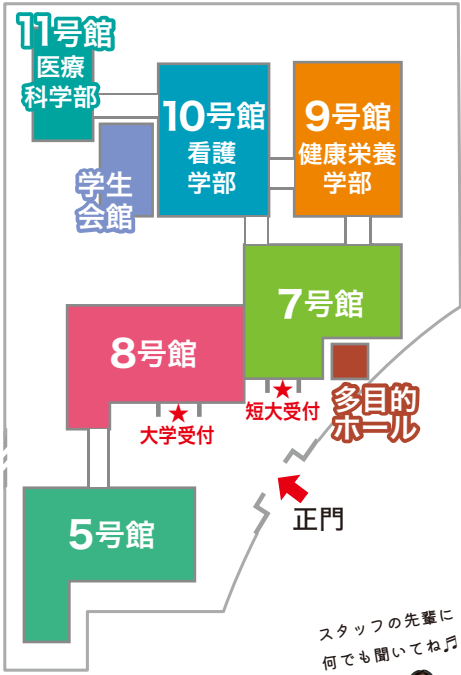 11号館
医療
科学部
10号館
看護
学部
9号館
健康栄養
学部
学生
会館
7号館
8号館
多目的
ホール
短大受付
大学受付
正門
5号館
スタッフの先輩に
何でも聞いてね♬